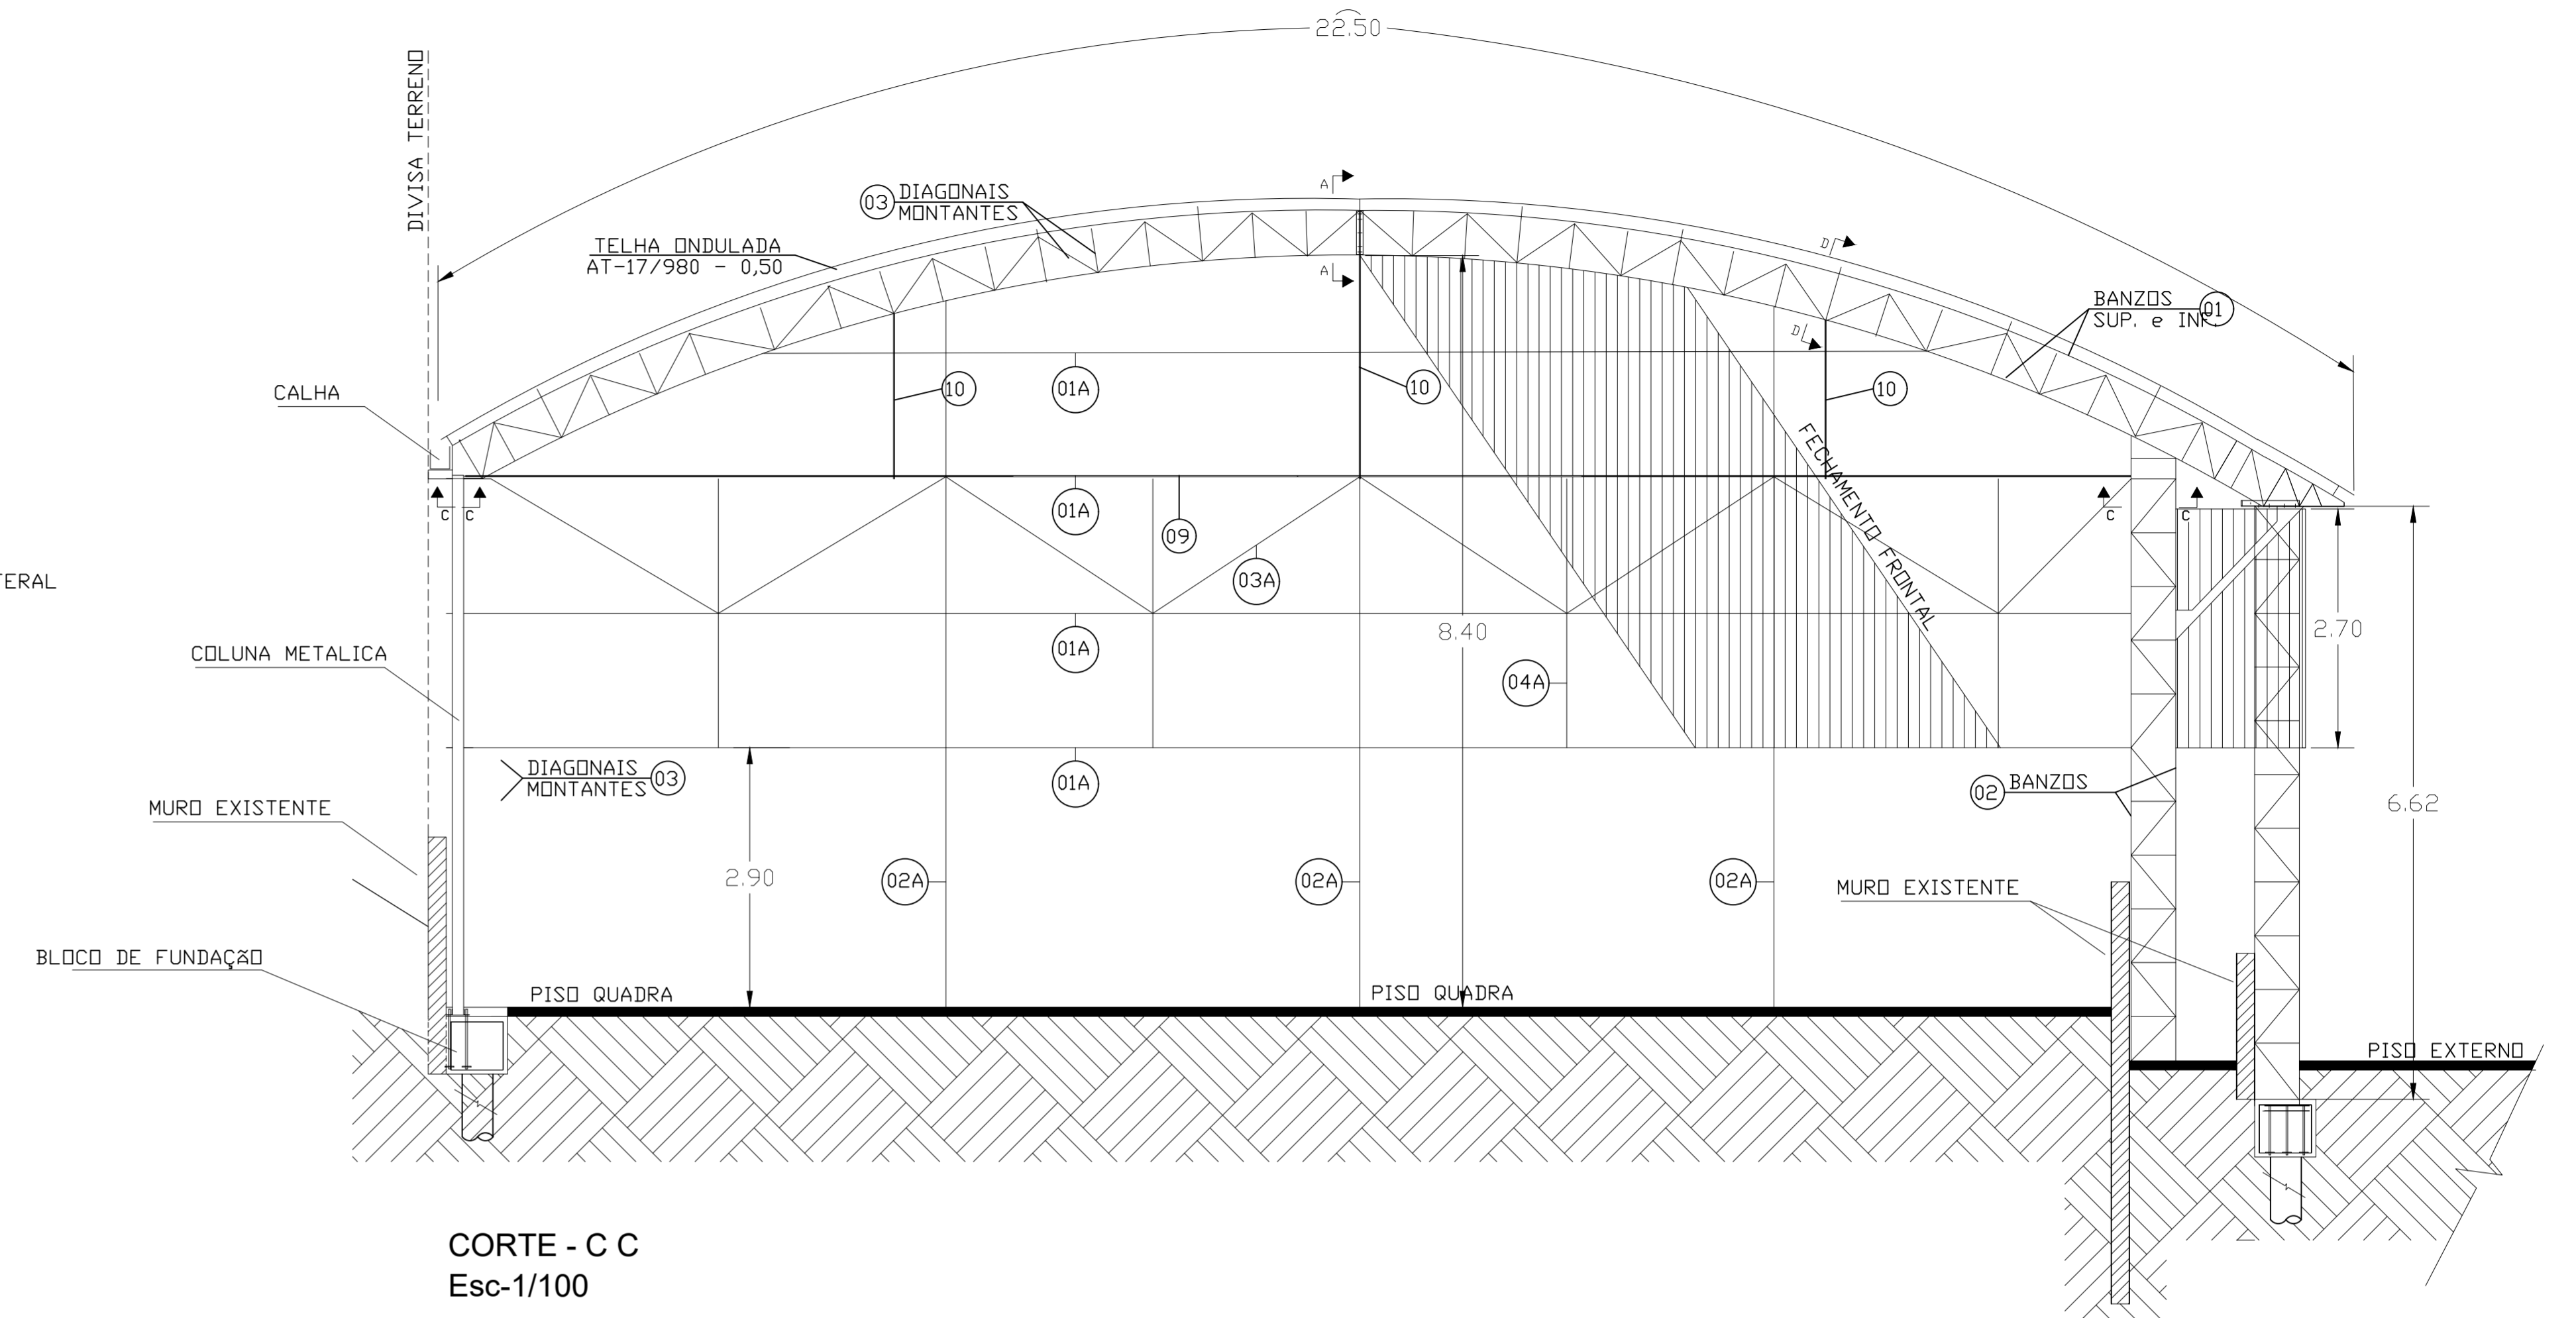 22.50
DIVISA TERRENO
A
03 DIAGONAIS
MONTANTES
TELHA ONDULADA
AT-17/980 - 0,50
A
D
D
BANZOS 01
SUP. e INF.
CALHA
10
01A
10
10
FECHAMENTO FRONTAL
C C
01A
09
C
C
TERAL
03A
01A
8.40
2.70
COLUNA METALICA
04A
DIAGONAIS 03
MONTANTES
01A
02 BANZOS
6.62
MURO EXISTENTE
2.90
02A
02A
02A
MURO EXISTENTE
BLOCO DE FUNDAÇÃO
PISO QUADRA
PISO QUADRA
PISO EXTERNO
CORTE - C C
Esc-1/100